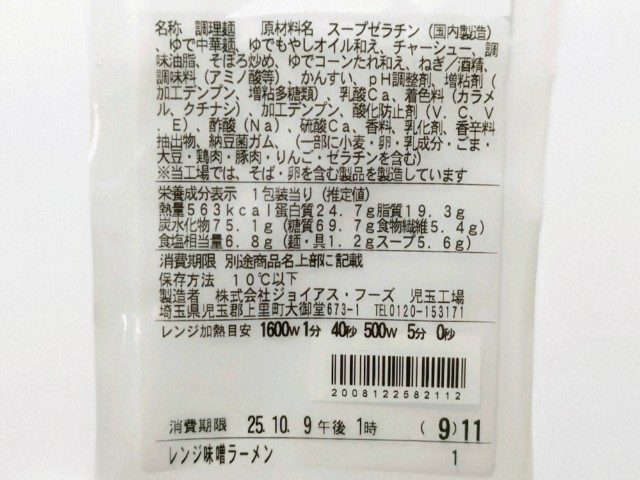 名称　調理麺　　原材料名　スープゼラチン（国内製造）
、ゆで中華麺、ゆでもやしオイル和え、チャーシュー、調
味油脂、そぼろ炒め、ゆでコーンたれ和え、ねぎ／酒精、
調味料（アミノ酸等）、かんすい、ｐＨ調整剤、増粘剤（
加工デンプン、増粘多糖類）、乳酸Ｃａ、着色料（カラメ
ル、クチナシ）、加工デンプン、酸化防止剤（Ｖ．Ｃ、Ｖ
．Ｅ）、酢酸（Ｎａ）、硫酸Ｃａ、香料、乳化剤、香辛料
抽出物、納豆菌ガム、（一部に小麦・卵・乳成分・ごま・
大豆・鶏肉・豚肉・りんご・ゼラチンを含む）
※当工場では、そば・卵を含む製品を製造しています
栄養成分表示　１包装当り（推定値）
熱量５６３ｋｃａｌ蛋白質２４．７ｇ脂質１９．３ｇ
炭水化物７５．１ｇ（糖質６９．７ｇ食物繊維５．４ｇ）
食塩相当量６．８ｇ（麺・具１．２ｇスープ５．６ｇ）
消費期限　別途商品名上部に記載
保存方法　１０℃以下
製造者　株式会社ジョイアス・フーズ　児玉工場
埼玉県児玉郡上里町大御堂673-1　TEL0120-153171
レンジ加熱目安　1600W 1分　40秒 500W　5分　0秒
2008122582112
消費期限　25.10. 9 午後 1時　（ 9）11
レンジ味噌ラーメン　1